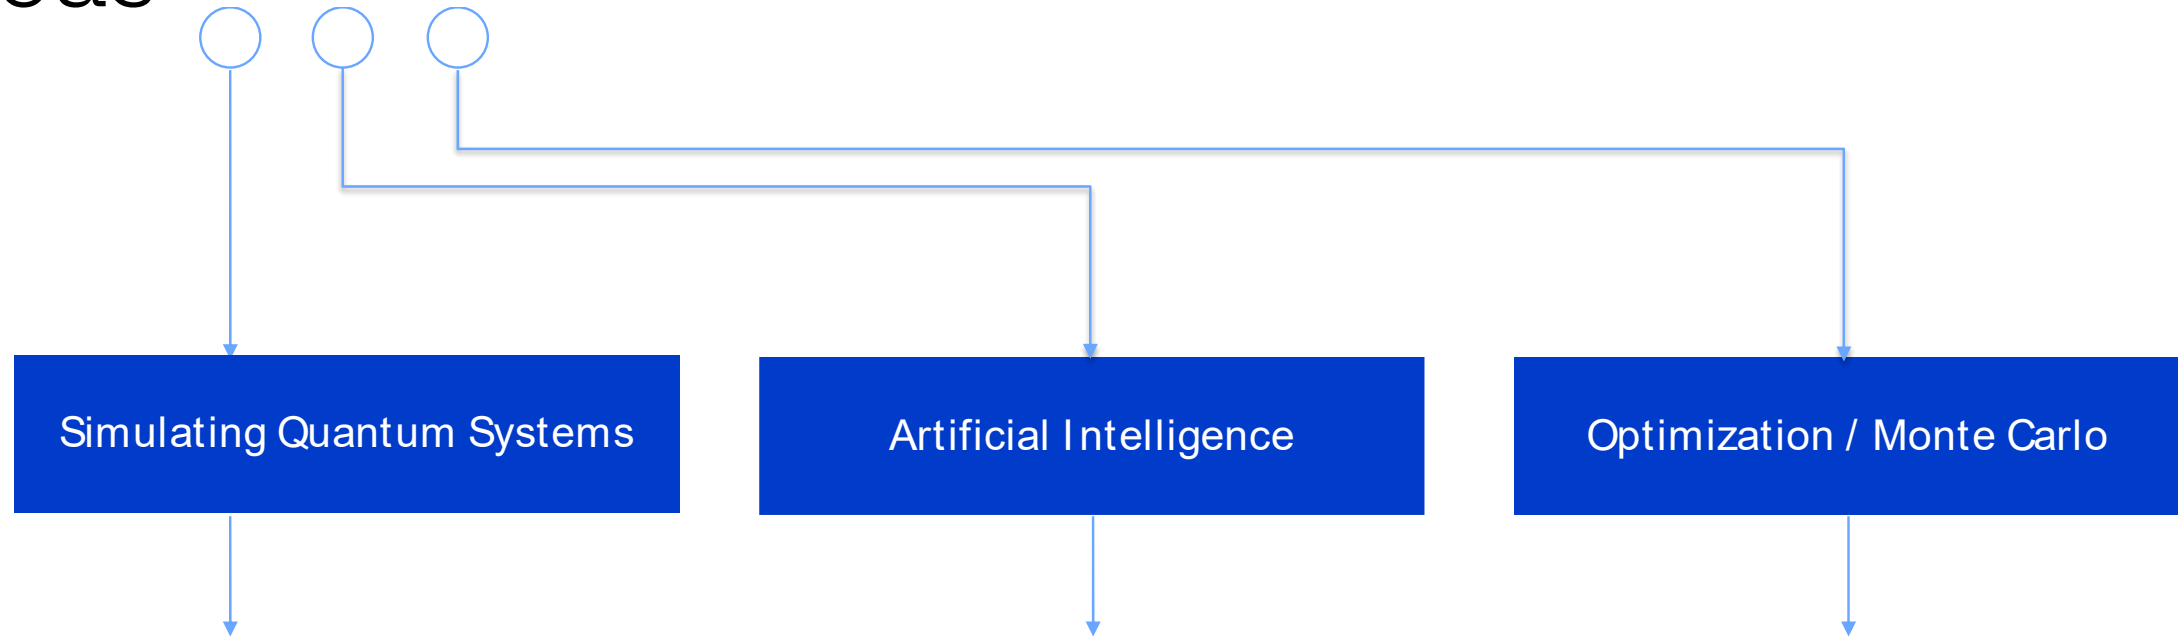 Simulating Quantum Systems
Artificial Intelligence
Optimization / Monte Carlo